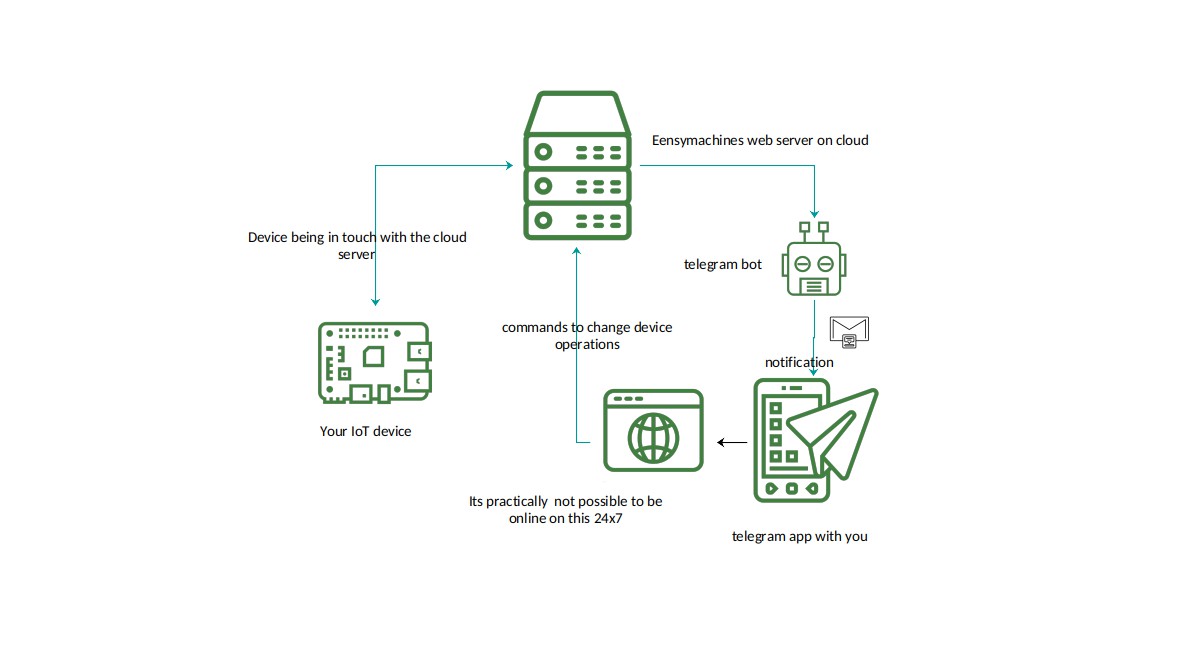 Eensymachines web server on cloud
Device being in touch with the cloud
server
telegram bot
commands to change device
operations
notification
Your IoT device
Its practically  not possible to be
online on this 24x7
telegram app with you